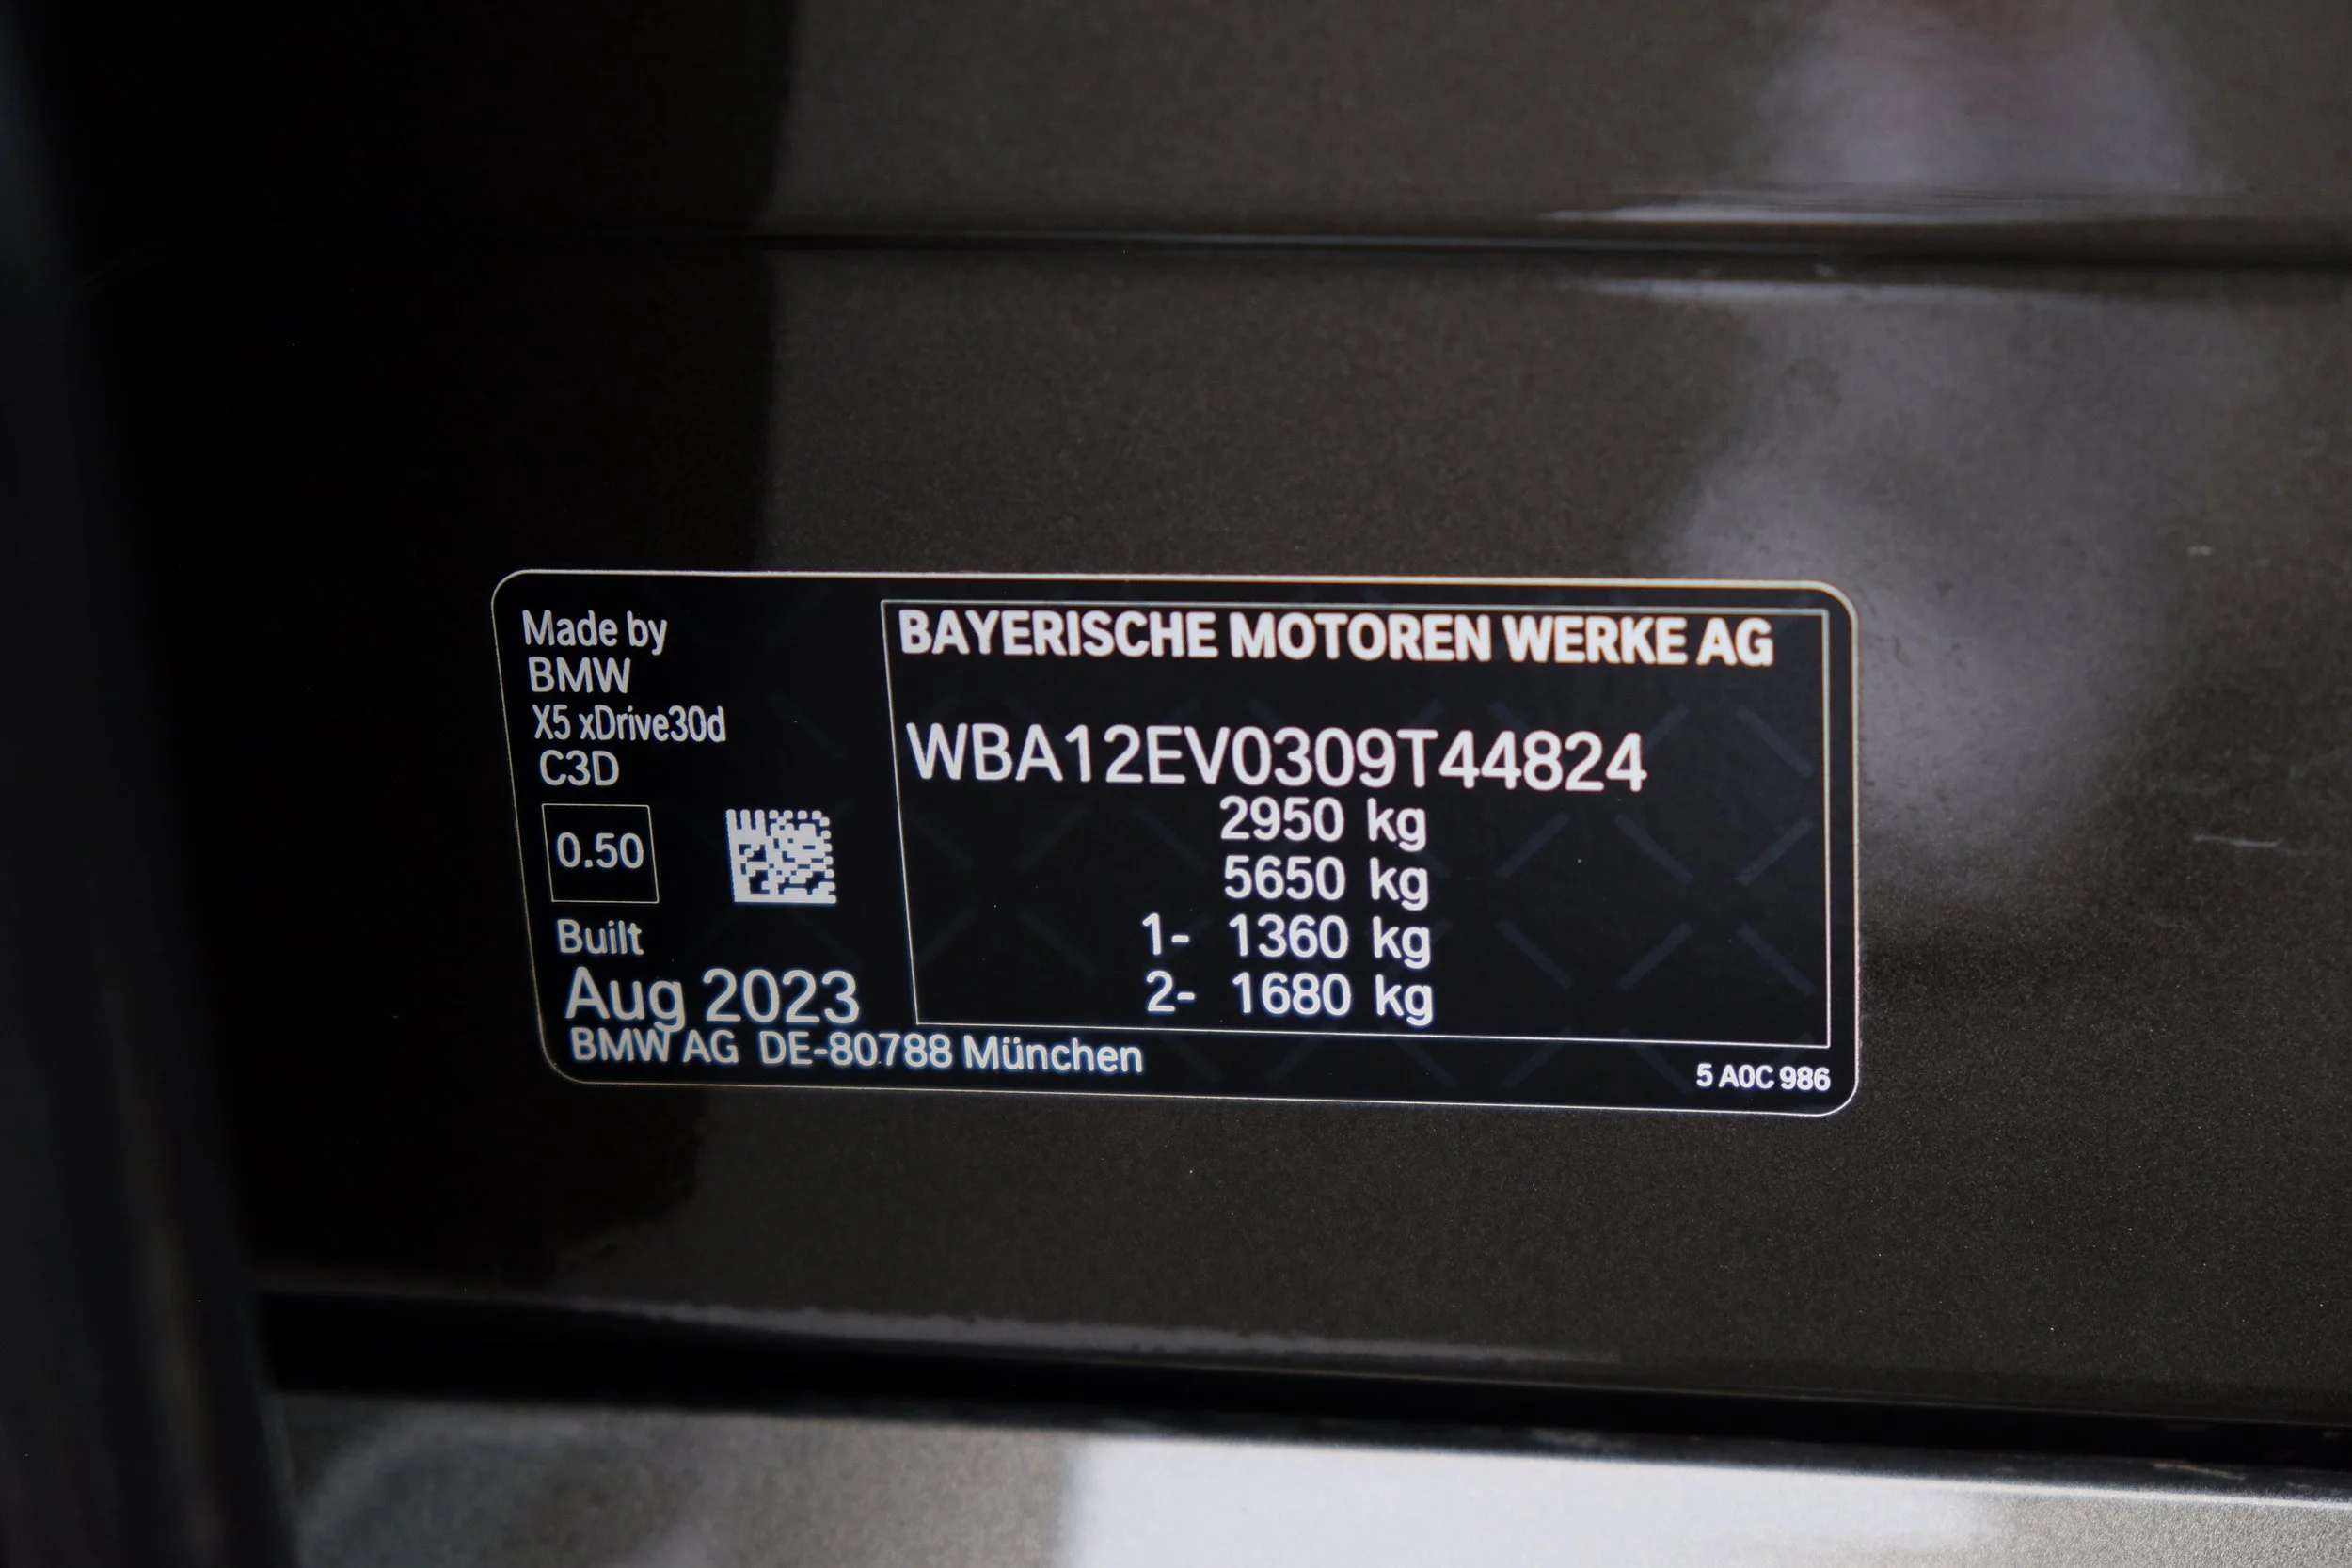 Made by
BMW
X5 xDrive30d
C3D
0.50
Built
Aug 2023
BAYERISCHE MOTOREN WERKE AG
WBA12EV0309T44824
2950 kg
5650 kg
1- 1360 kg
2- 1680 kg
BMW AG DE-80788 München
5 A0C 986